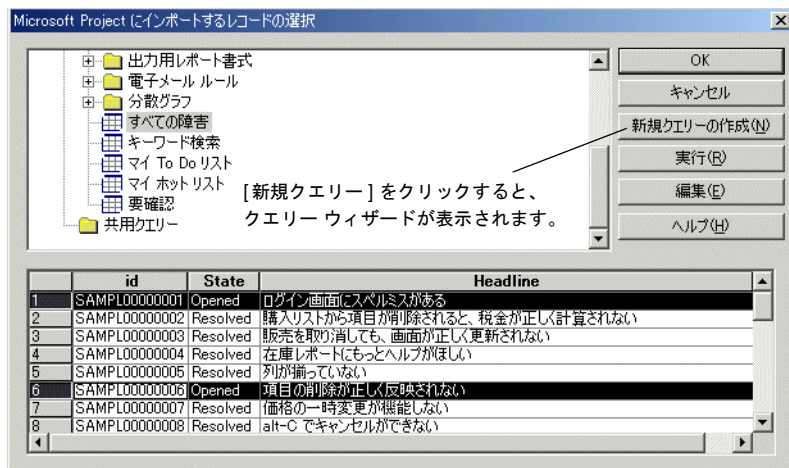 Microsoft Project にインポートするレコードの選択
出力用レポート書式
電子メール ルール
分散グラフ
すべての障害
キーワード検索
マイ To Do リスト
マイ ホット リスト
要確認
共用クエリー
[新規クエリー] をクリックすると、
クエリー ウィザードが表示されます。
OK
キャンセル
新規クエリーの作成(N)
実行(R)
編集(E)
ヘルプ(H)
id State Headline
1 SAMPL00000001 Opened ログイン画面にスペルミスがある
2 SAMPL00000002 Resolved 購入リストから項目が削除されると、税金が正しく計算されない
3 SAMPL00000003 Resolved 販売を取り消しても、画面が正しく更新されない
4 SAMPL00000004 Resolved 在庫レポートにもっとヘルプがほしい
5 SAMPL00000005 Resolved 列が揃っていない
6 SAMPL00000006 Opened 項目の削除が正しく反映されない
7 SAMPL00000007 Resolved 価格の一時変更が機能しない
8 SAMPL00000008 Resolved alt-C でキャンセルができない